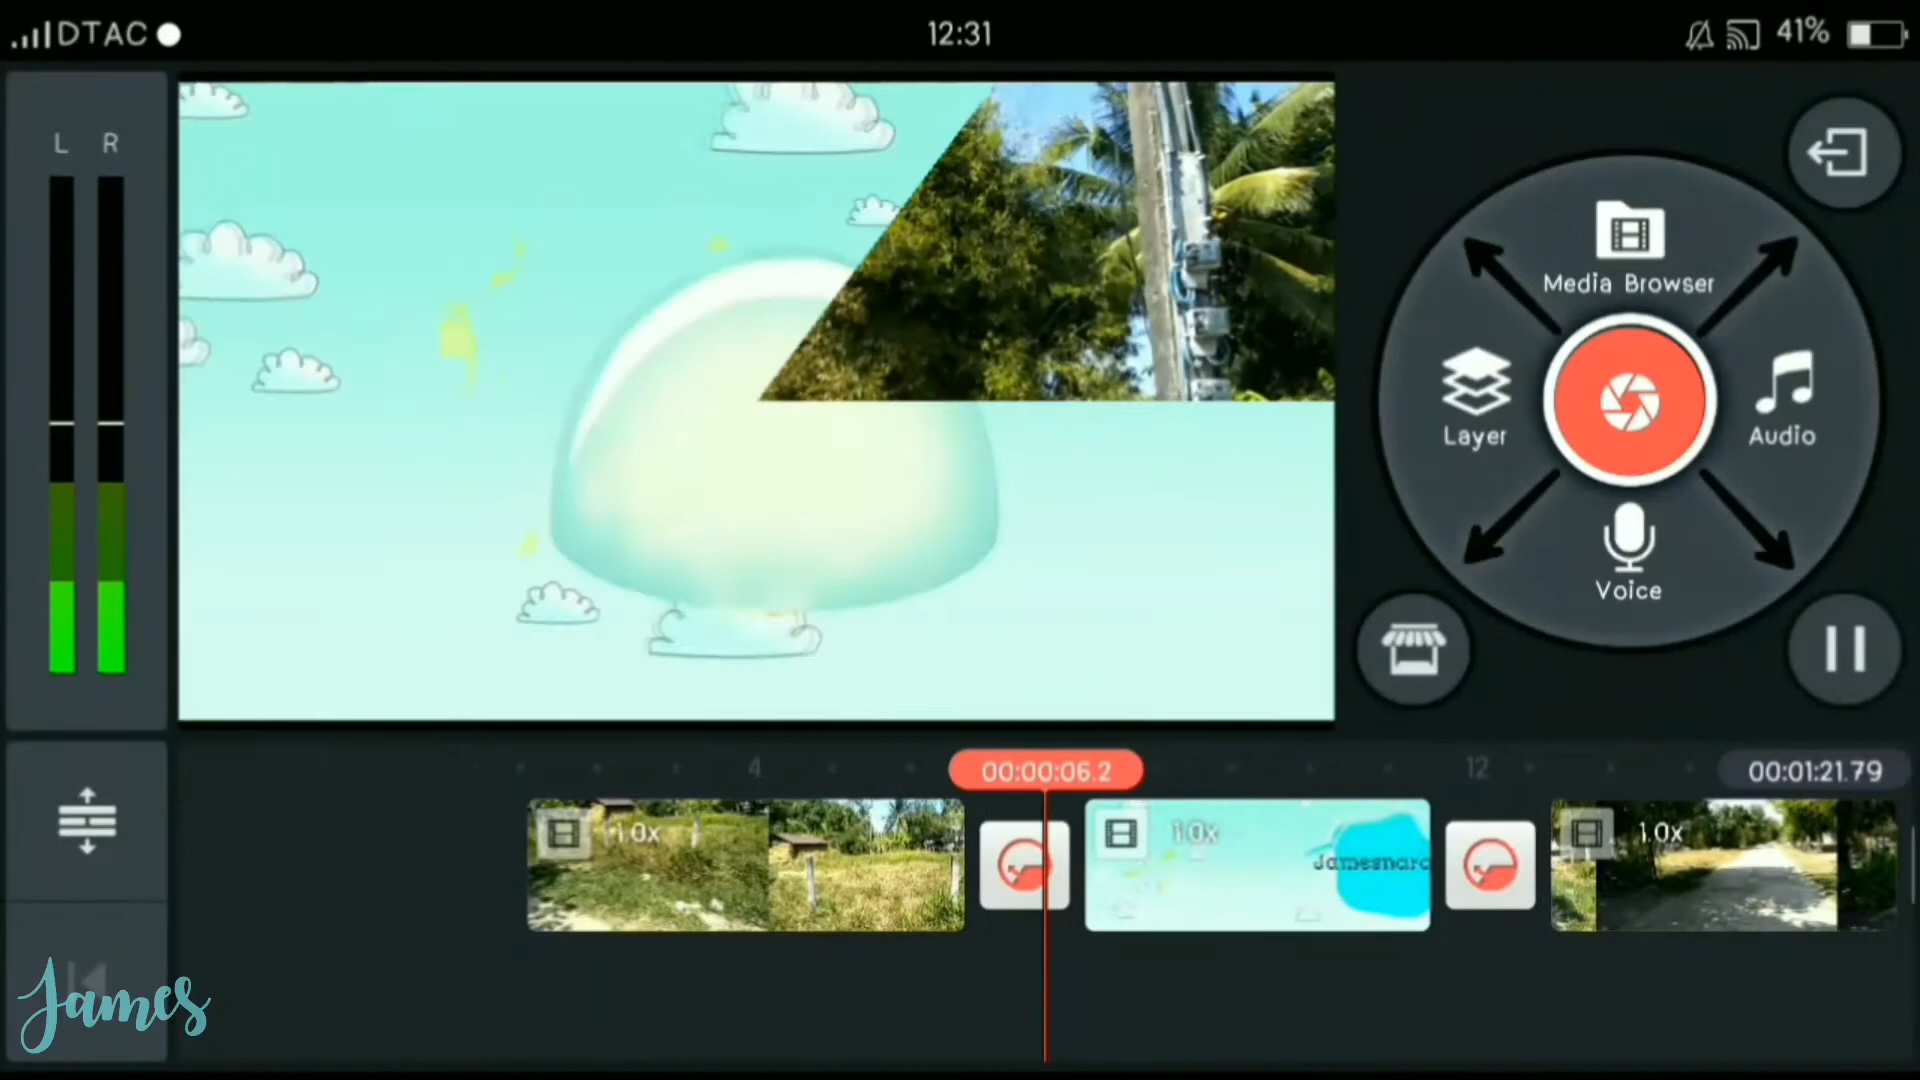 DTAC
12:31
41%
L R
Media Browser
Layer
Audio
Voice
4
00:00:06.2
12
00:01:21.79
1.0x
1.0x
Jamesnarc
1.0x
James